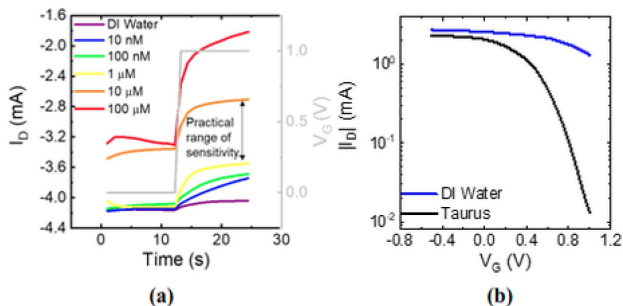 (a)
-1.6
-2.0
-2.4
-2.8
-3.2
-3.6
-4.0
-4.4
I_D (mA)
DI Water
10 nM
100 nM
1 μM
10 μM
100 μM
Practical
range of
sensitivity
1.0
0.5
0.0
V_G (V)
0 10 20 30
Time (s)
(a)
(b)
10^0
10^-1
10^-2
|I_D| (mA)
DI Water
Taurus
-0.8 -0.4 0.0 0.4 0.8 1.2
V_G (V)
(b)